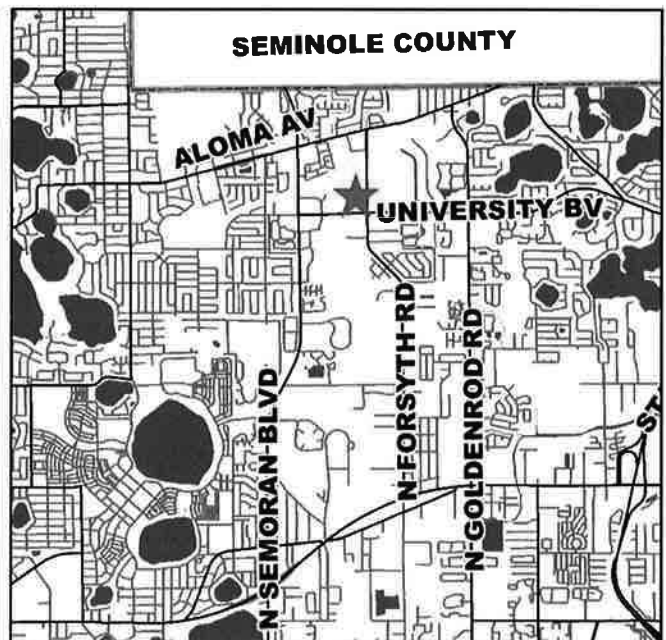 SEMINOLE COUNTY
ALOMA AV
UNIVERSITY BV
N FORSYTH RD
N GOLDENROD RD
N SEMORAN BLVD
ST